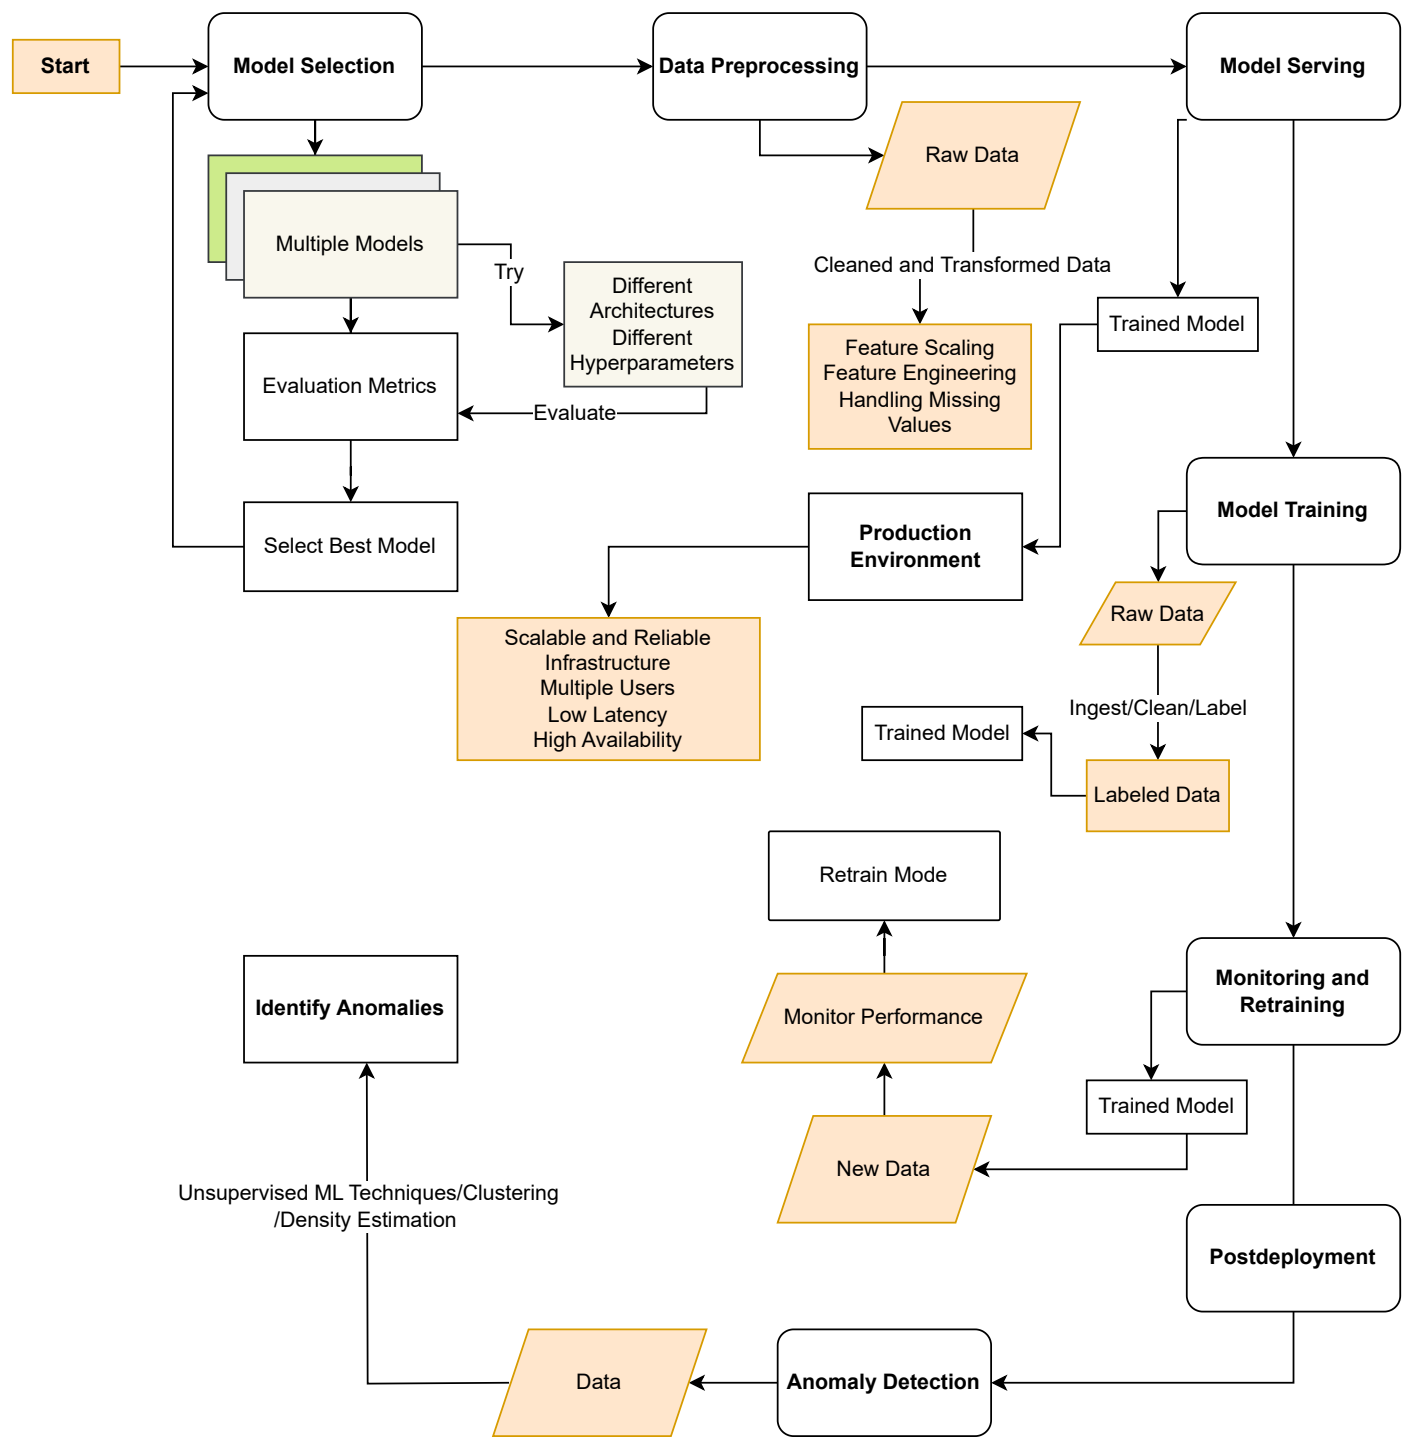 Start
Model Selection
Data Preprocessing
Model Serving
Raw Data
Multiple Models
Try
Cleaned and Transformed Data
Different
Architectures
Different
Hyperparameters
Trained Model
Feature Scaling
Feature Engineering
Handling Missing
Values
Evaluation Metrics
Evaluate
Model Training
Production
Environment
Select Best Model
Raw Data
Scalable and Reliable
Infrastructure
Multiple Users
Low Latency
High Availability
Ingest/Clean/Label
Trained Model
Labeled Data
Retrain Mode
Monitoring and
Retraining
Identify Anomalies
Monitor Performance
Trained Model
New Data
Unsupervised ML Techniques/Clustering
/Density Estimation
Postdeployment
Data
Anomaly Detection